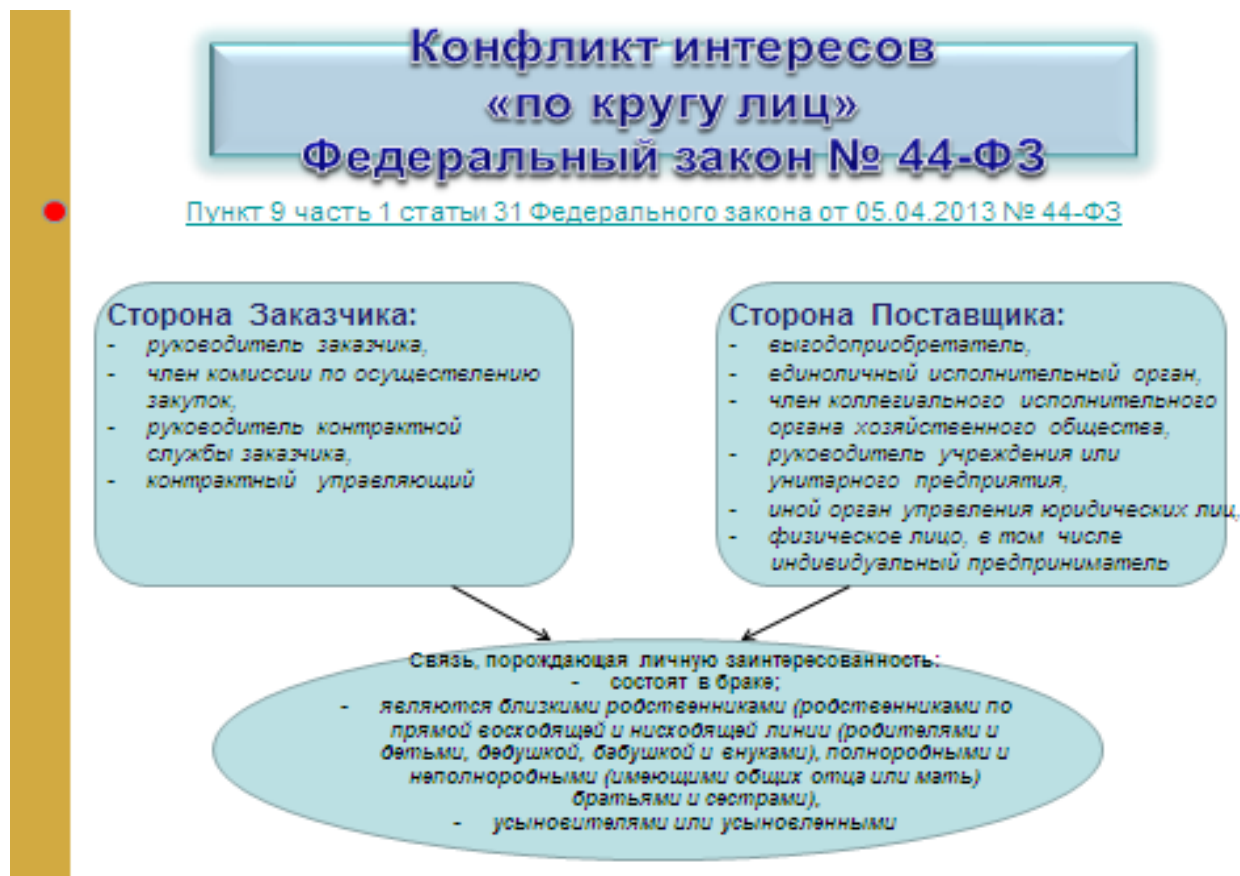 Конфликт интересов
«по кругу лиц»
Федеральный закон № 44-ФЗ
Пункт 9 часть 1 статьи 31 Федерального закона от 05.04.2013 № 44-ФЗ
Сторона Заказчика:
- руководитель заказчика,
- член комиссии по осуществлению
закупок,
- руководитель контрактной
службы заказчика,
- контрактный управляющий
Сторона Поставщика:
- выгодоприобретатель,
- единоличный исполнительный орган,
- член коллегиального исполнительного
органа хозяйственного общества,
- руководитель учреждения или
унитарного предприятия,
- иной орган управления юридических лиц,
- физическое лицо, в том числе
индивидуальный предприниматель
Связь, порождающая личную заинтересованность:
- состоят в браке;
- являются близкими родственниками (родственниками по
прямой восходящей и нисходящей линии (родителями и
детьми, дедушкой, бабушкой и внуками), полнородными и
неполнородными (имеющими общих отца или мать)
братьями и сестрами),
- усыновителями или усыновленными